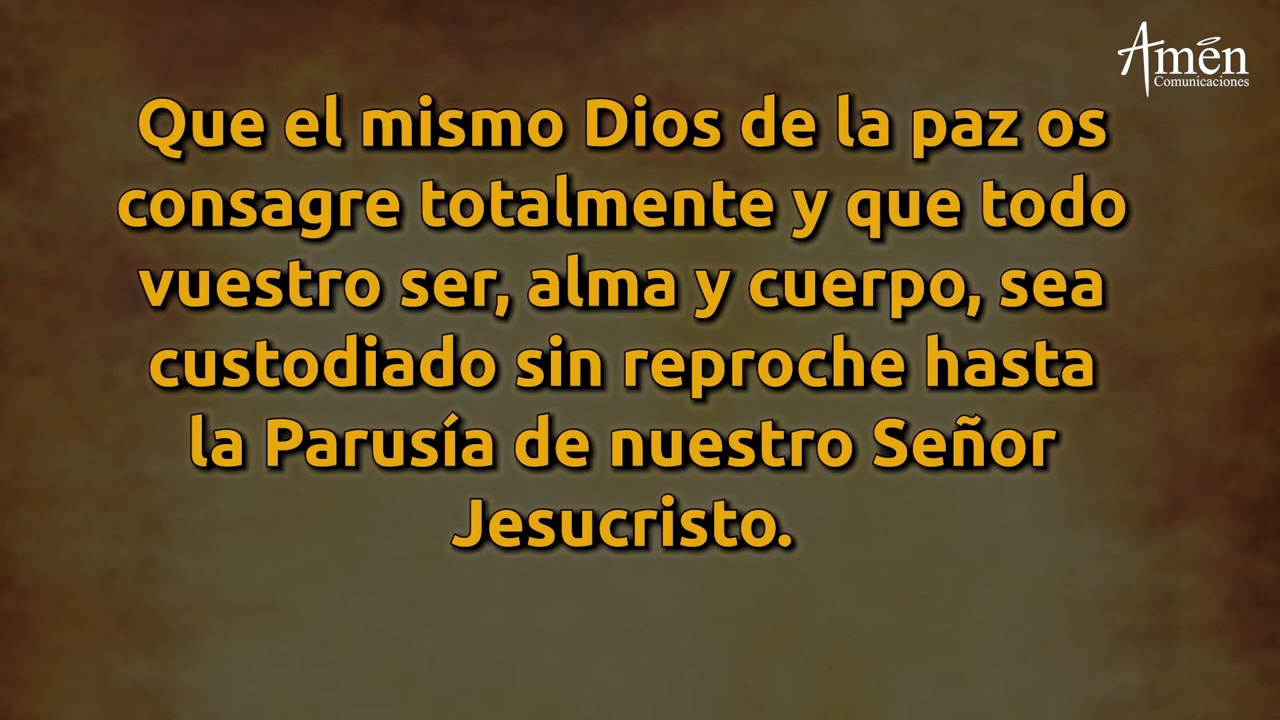 Amén
Comunicaciones
Que el mismo Dios de la paz os
consagre totalmente y que todo
vuestro ser, alma y cuerpo, sea
custodiado sin reproche hasta
la Parusía de nuestro Señor
Jesucristo.